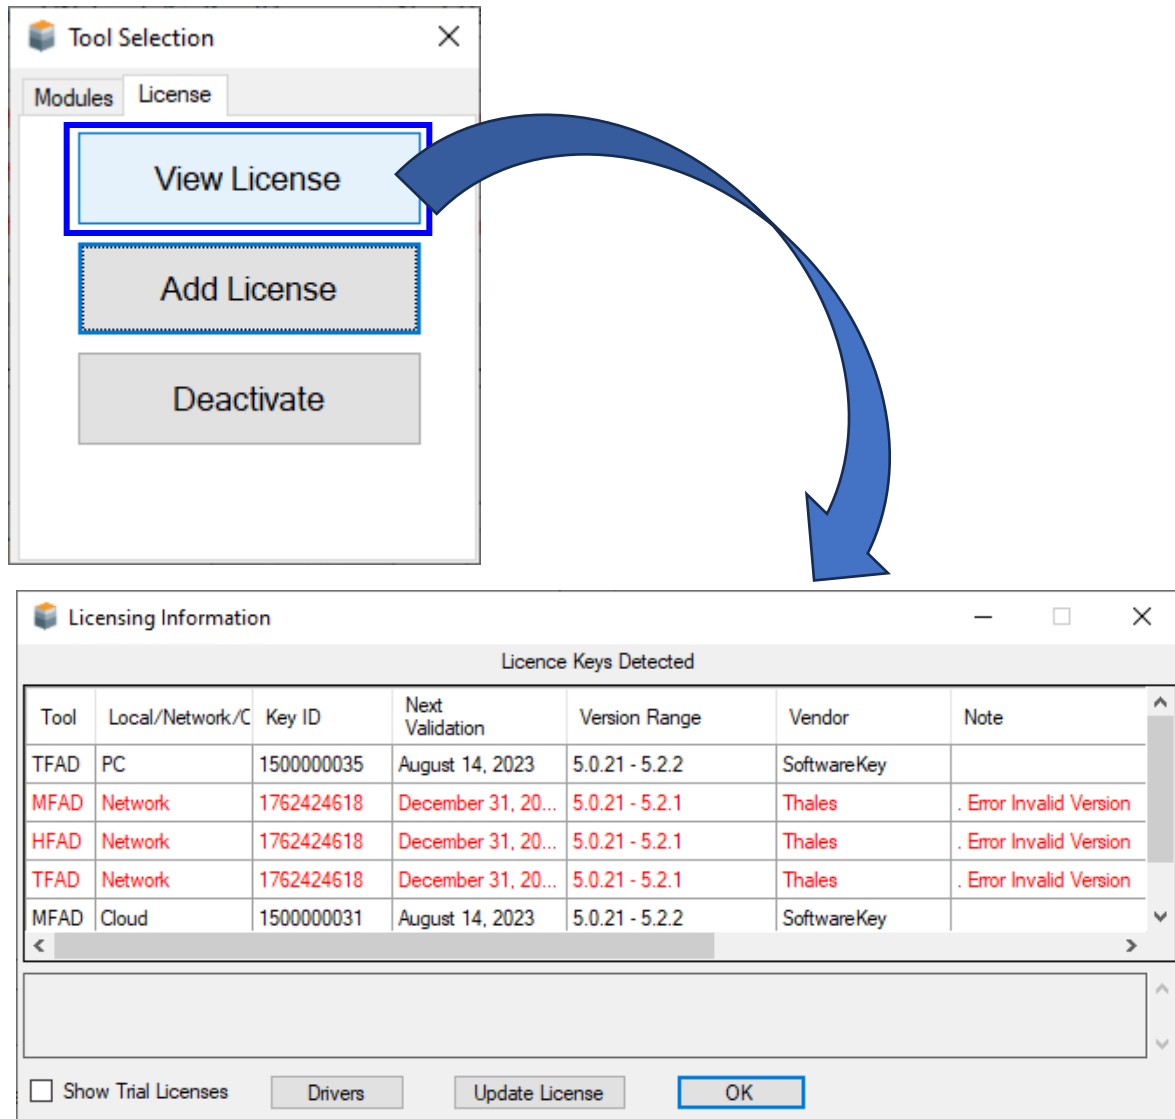 Tool Selection
Modules License
View License
Add License
Deactivate
Licensing Information
Licence Keys Detected
Tool Local/Network/C Key ID Next Validation Version Range Vendor Note
TFAD PC 1500000035 August 14, 2023 5.0.21 - 5.2.2 SoftwareKey
MFAD Network 1762424618 December 31, 20... 5.0.21 - 5.2.1 Thales . Error Invalid Version
HFAD Network 1762424618 December 31, 20... 5.0.21 - 5.2.1 Thales . Error Invalid Version
TFAD Network 1762424618 December 31, 20... 5.0.21 - 5.2.1 Thales . Error Invalid Version
MFAD Cloud 1500000031 August 14, 2023 5.0.21 - 5.2.2 SoftwareKey
Show Trial Licenses Drivers Update License OK